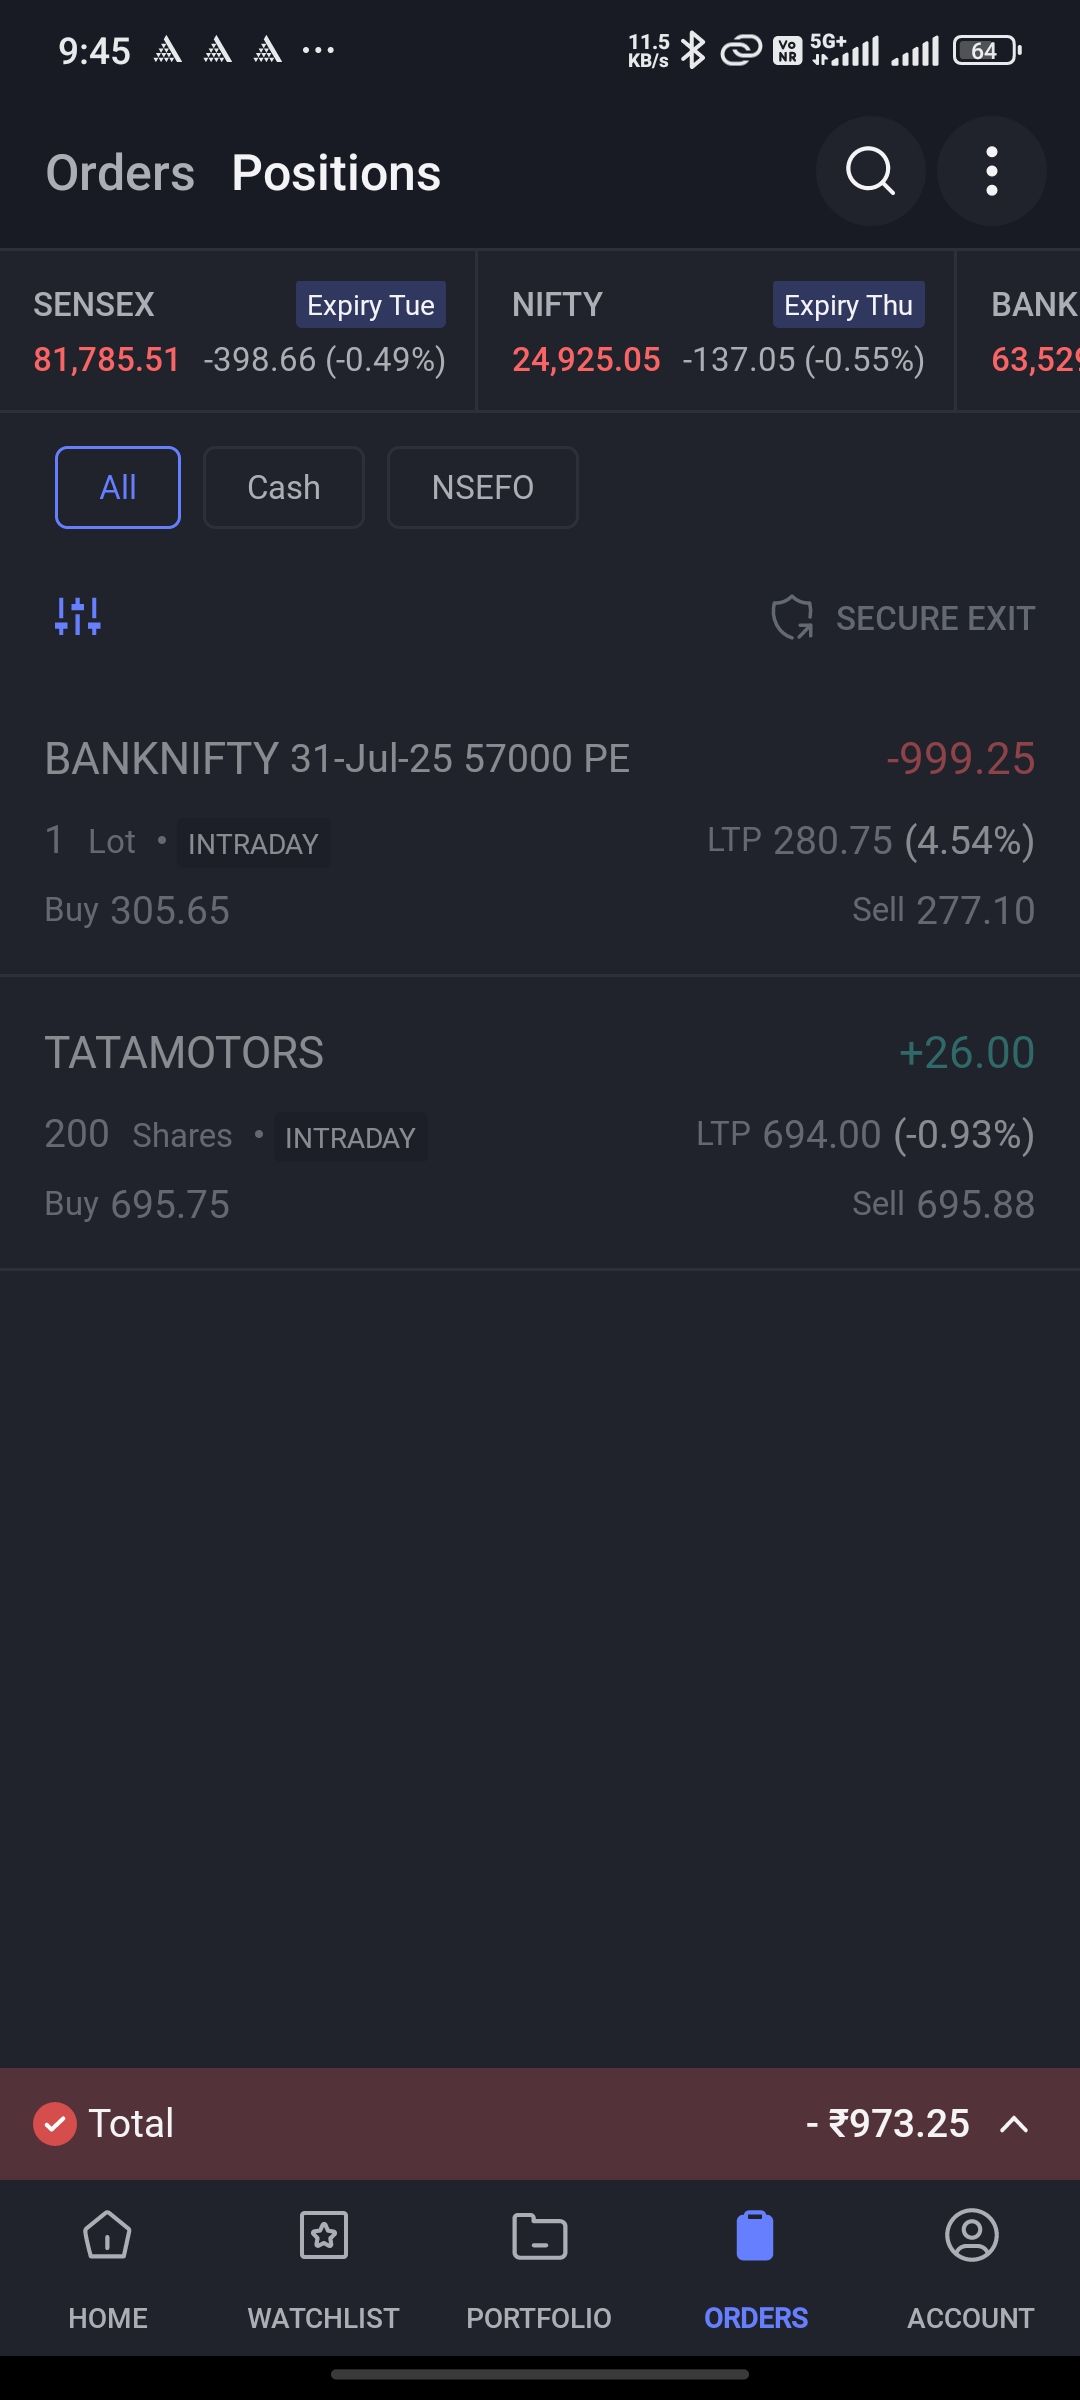 9:45 ... 11.5 KB/s Vo NR 5G+ 64
Orders Positions
SENSEX Expiry Tue NIFTY Expiry Thu BANK
81,785.51 -398.66 (-0.49%) 24,925.05 -137.05 (-0.55%) 63,529
All Cash NSEFO
SECURE EXIT
BANKNIFTY 31-Jul-25 57000 PE -999.25
1 Lot • INTRADAY LTP 280.75 (4.54%)
Buy 305.65 Sell 277.10
TATAMOTORS +26.00
200 Shares • INTRADAY LTP 694.00 (-0.93%)
Buy 695.75 Sell 695.88
Total - ₹973.25
HOME WATCHLIST PORTFOLIO ORDERS ACCOUNT